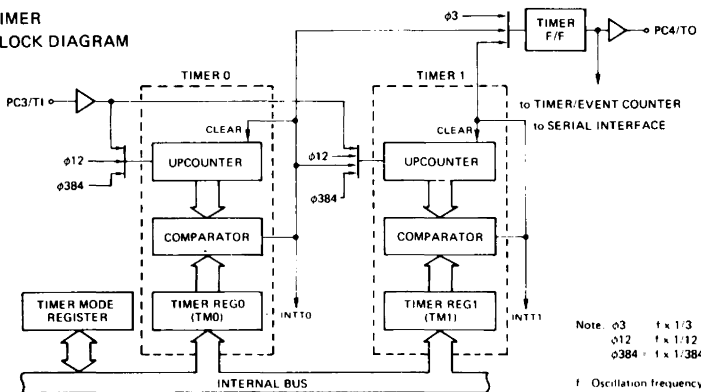 IMER
LOCK DIAGRAM
φ3
TIMER
F/F
PC4/TO
TIMER 0
TIMER 1
PC3/TI
to TIMER/EVENT COUNTER
to SERIAL INTERFACE
CLEAR
CLEAR
φ12
UPCOUNTER
φ12
UPCOUNTER
φ384
φ384
COMPARATOR
COMPARATOR
TIMER MODE
REGISTER
TIMER REG0
(TM0)
INTT0
TIMER REG1
(TM1)
INTT1
Note. φ3 f x 1/3
φ12 f x 1/12
φ384 f x 1/384
f Oscillation frequency
INTERNAL BUS